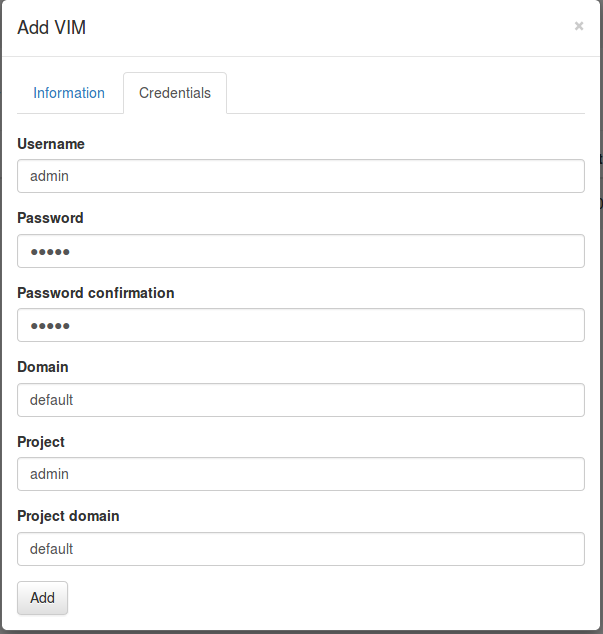 Add VIM ×
Information Credentials
Username
admin
Password
●●●●●
Password confirmation
●●●●●
Domain
default
Project
admin
Project domain
default
Add